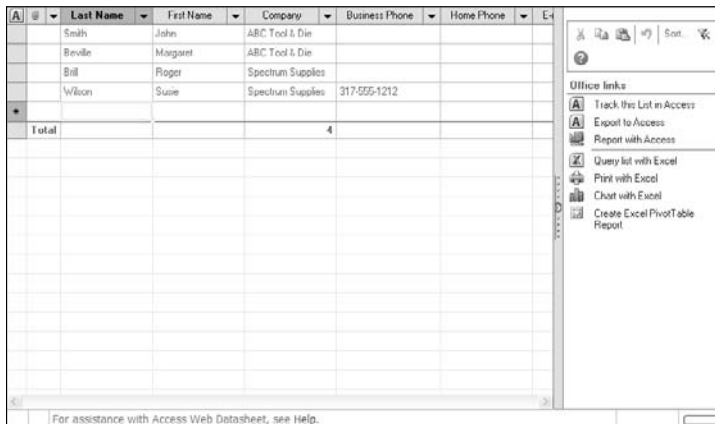 A Last Name First Name Company Business Phone Home Phone E-
Smith John ABC Tool & Die
Beville Margaret ABC Tool & Die
Brill Roger Spectrum Supplies
Wilson Susie Spectrum Supplies 317-555-1212
*
Total 4
Sort...
Office links
A Track this List in Access
A Export to Access
Report with Access
Query list with Excel
Print with Excel
Chart with Excel
Create Excel PivotTable
Report
For assistance with Access Web Datasheet, see Help.